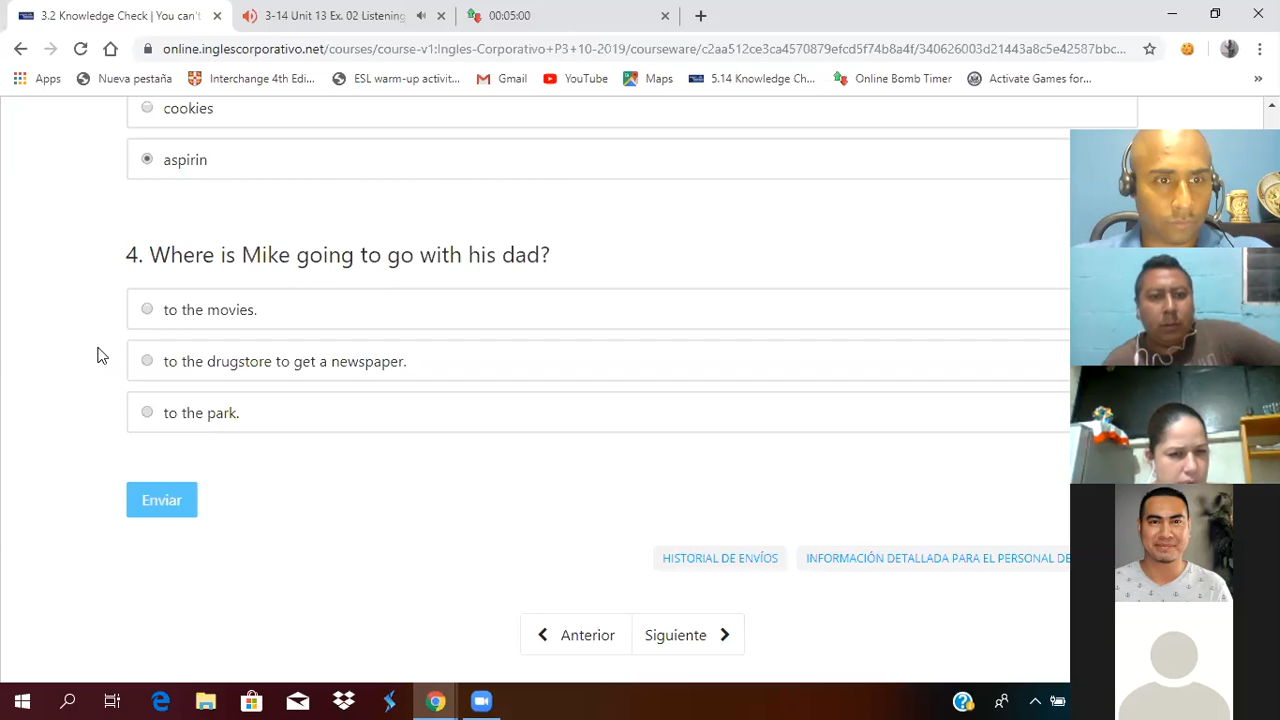 3.2 Knowledge Check | You can't
3-14 Unit 13 Ex. 02 Listening
00:05:00
online.inglescorporativo.net/courses/course-v1:Ingles-Corporativo+P3+10-2019/courseware/c2aa512ce3ca4570879efcd5f74b8a4f/340626003d21443a8c5e42587bbc...
Apps
Nueva pestaña
Interchange 4th Edi...
ESL warm-up activit...
Gmail
YouTube
Maps
5.14 Knowledge Ch...
Online Bomb Timer
Activate Games for...
»
cookies
aspirin
4. Where is Mike going to go with his dad?
to the movies.
to the drugstore to get a newspaper.
to the park.
Enviar
HISTORIAL DE ENVÍOS
INFORMACIÓN DETALLADA PARA EL PERSONAL DE
Anterior
Siguiente